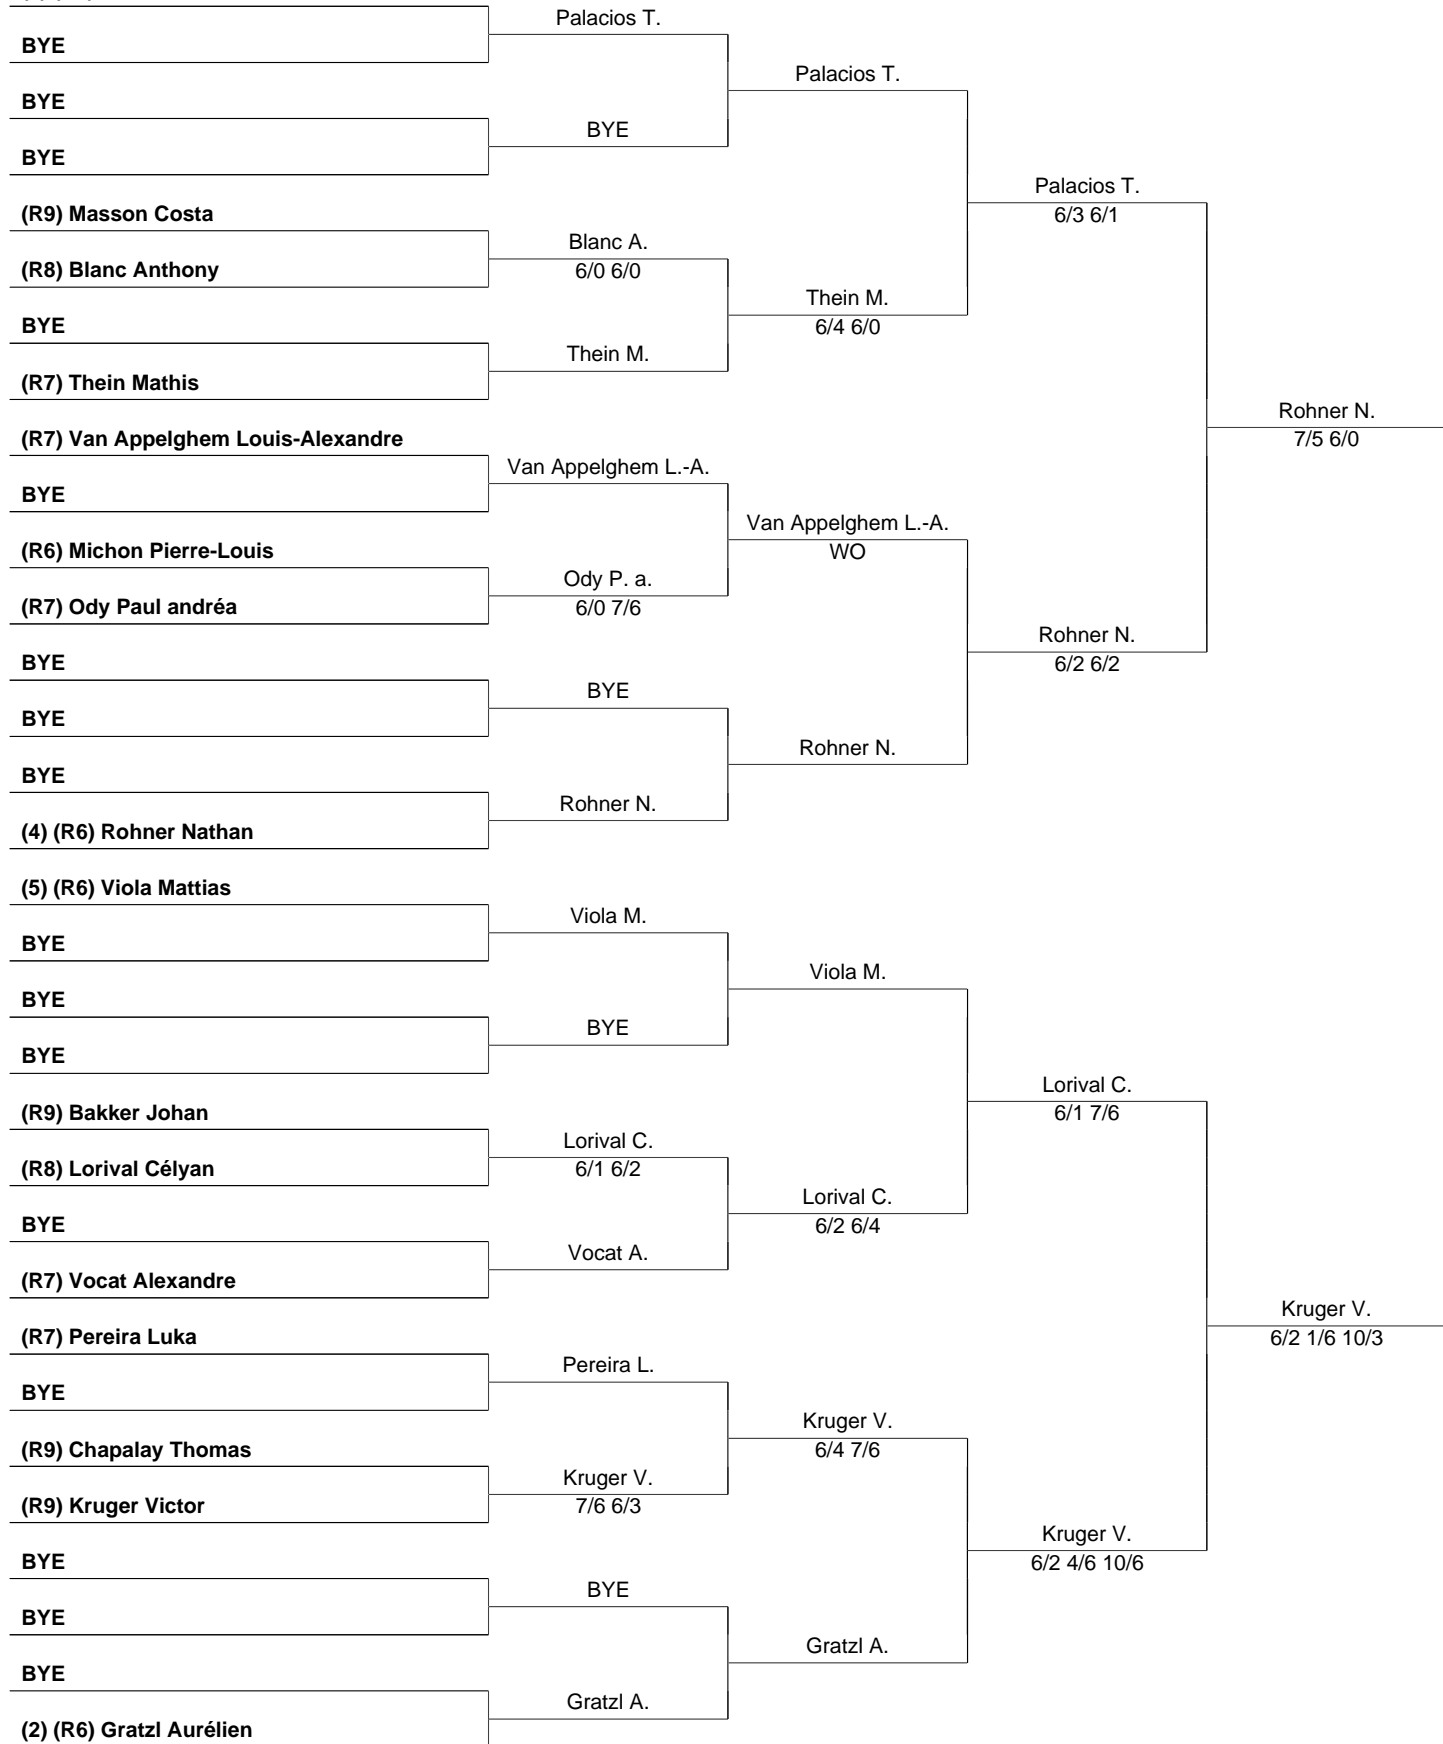 BYE
BYE
BYE
(R9) Masson Costa
(R8) Blanc Anthony
BYE
(R7) Thein Mathis
(R7) Van Appelghem Louis-Alexandre
BYE
(R6) Michon Pierre-Louis
(R7) Ody Paul andréa
BYE
BYE
BYE
(4) (R6) Rohner Nathan
(5) (R6) Viola Mattias
BYE
BYE
BYE
(R9) Bakker Johan
(R8) Lorival Célyan
BYE
(R7) Vocat Alexandre
(R7) Pereira Luka
BYE
(R9) Chapalay Thomas
(R9) Kruger Victor
BYE
BYE
BYE
(2) (R6) Gratzl Aurélien
Palacios T.
BYE
Blanc A.
6/0 6/0
Thein M.
Van Appelghem L.-A.
Ody P. a.
6/0 7/6
BYE
Rohner N.
Viola M.
BYE
Lorival C.
6/1 6/2
Vocat A.
Pereira L.
Kruger V.
7/6 6/3
BYE
Gratzl A.
Palacios T.
Thein M.
6/4 6/0
Van Appelghem L.-A.
WO
Rohner N.
Viola M.
Lorival C.
6/2 6/4
Kruger V.
6/4 7/6
Gratzl A.
Palacios T.
6/3 6/1
Rohner N.
6/2 6/2
Lorival C.
6/1 7/6
Kruger V.
6/2 4/6 10/6
Rohner N.
7/5 6/0
Kruger V.
6/2 1/6 10/3